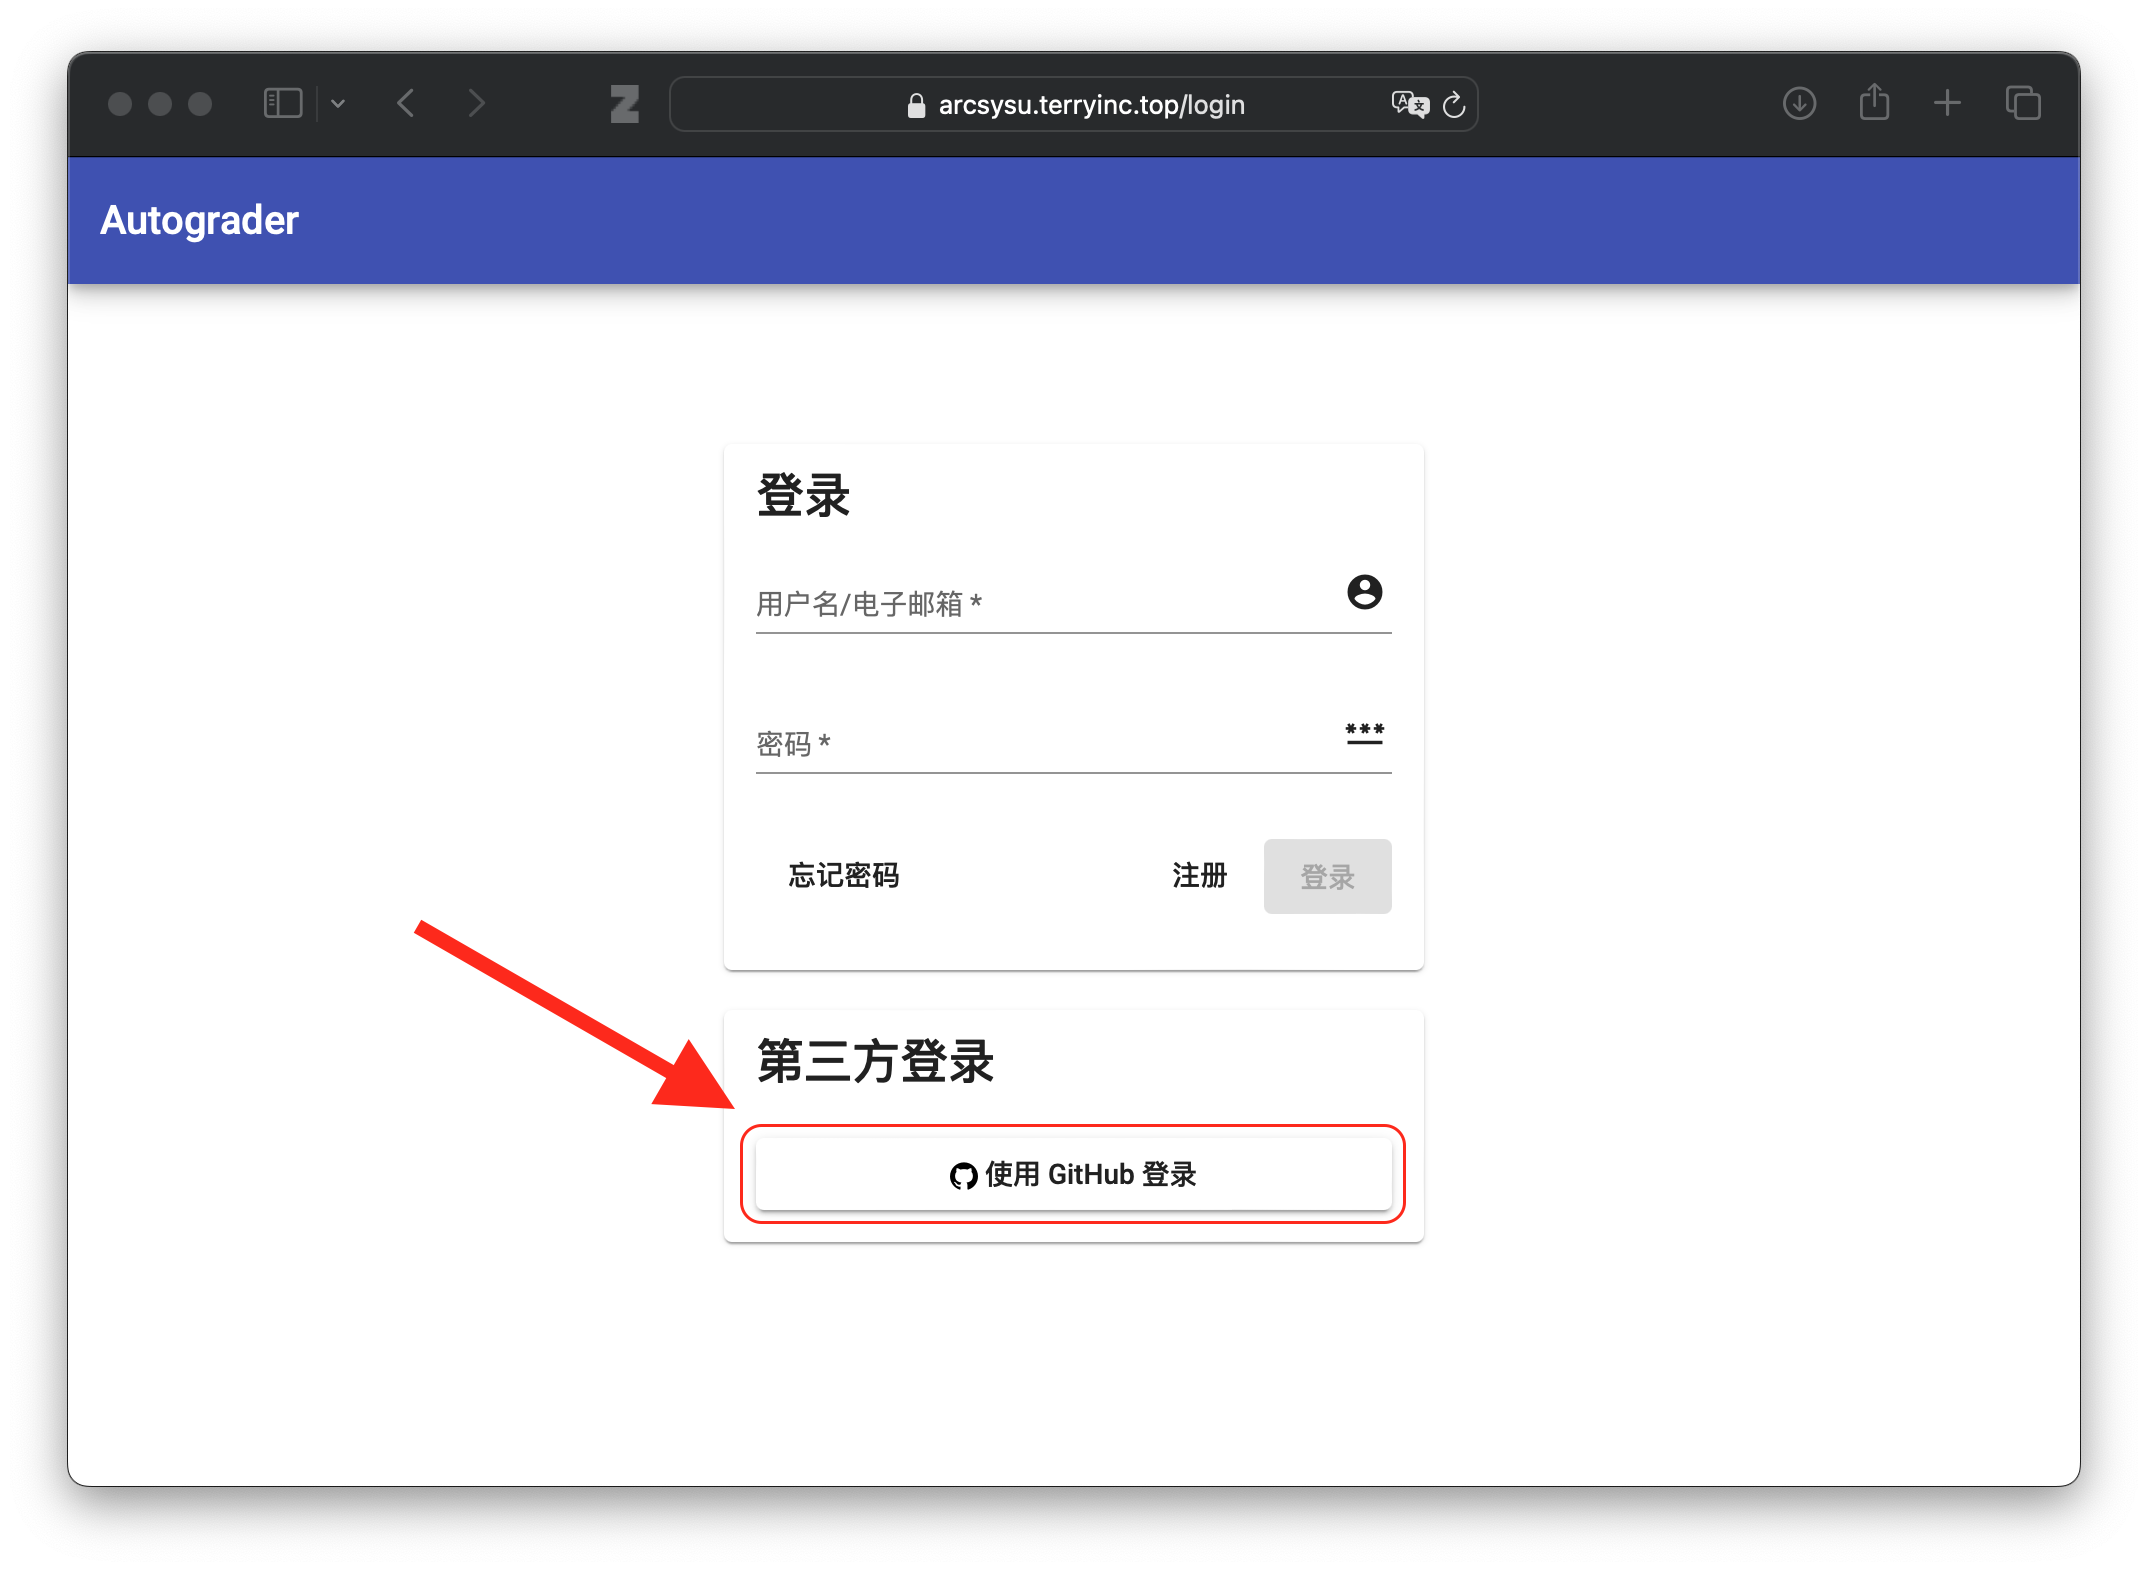 arcsysu.terryinc.top/login
Autograder
登录
用户名/电子邮箱 *
密码 *
忘记密码 注册 登录
第三方登录
使用 GitHub 登录